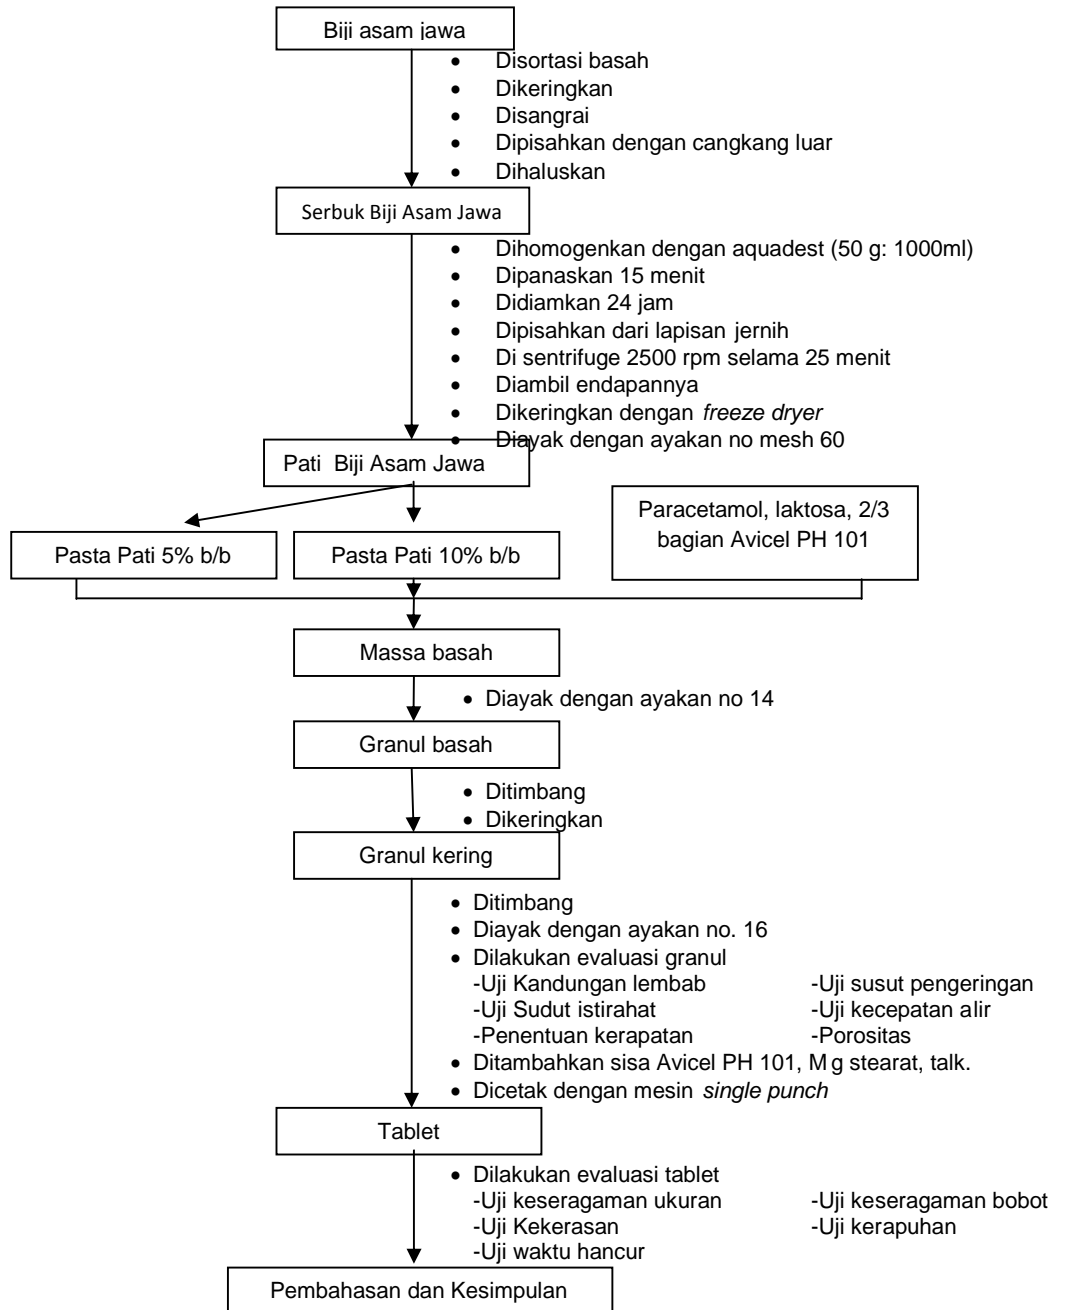 Biji asam jawa
• Disortasi basah
• Dikeringkan
• Disangrai
• Dipisahkan dengan cangkang luar
• Dihaluskan
Serbuk Biji Asam Jawa
• Dihomogenkan dengan aquadest (50 g: 1000ml)
• Dipanaskan 15 menit
• Didiamkan 24 jam
• Dipisahkan dari lapisan jernih
• Di sentrifuge 2500 rpm selama 25 menit
• Diambil endapannya
• Dikeringkan dengan freeze dryer
• Diayak dengan ayakan no mesh 60
Pati Biji Asam Jawa
Pasta Pati 5% b/b
Pasta Pati 10% b/b
Paracetamol, laktosa, 2/3
bagian Avicel PH 101
Massa basah
• Diayak dengan ayakan no 14
Granul basah
• Ditimbang
• Dikeringkan
Granul kering
• Ditimbang
• Diayak dengan ayakan no. 16
• Dilakukan evaluasi granul
-Uji Kandungan lembab -Uji susut pengeringan
-Uji Sudut istirahat -Uji kecepatan alir
-Penentuan kerapatan -Porositas
• Ditambahkan sisa Avicel PH 101, Mg stearat, talk.
• Dicetak dengan mesin single punch
Tablet
• Dilakukan evaluasi tablet
-Uji keseragaman ukuran -Uji keseragaman bobot
-Uji Kekerasan -Uji kerapuhan
-Uji waktu hancur
Pembahasan dan Kesimpulan